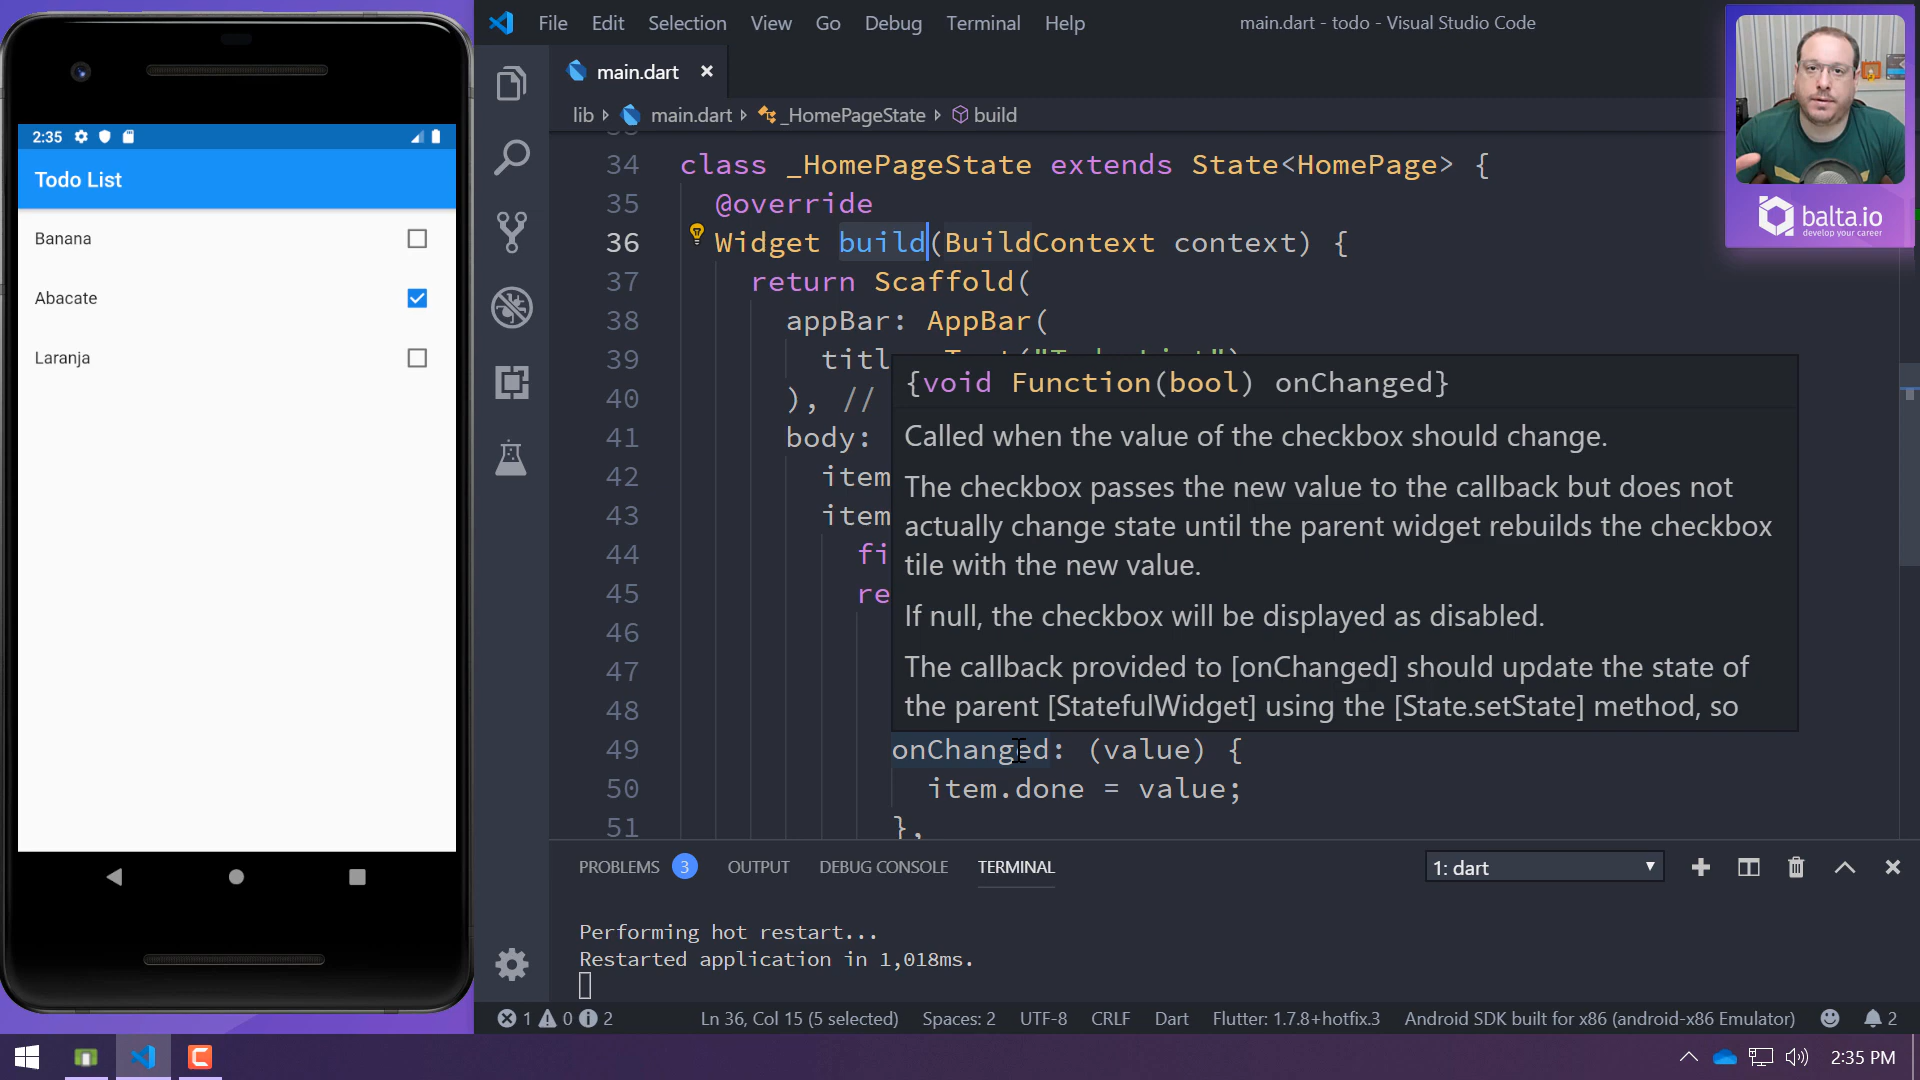 2:35
Todo List
Banana
Abacate
Laranja
File Edit Selection View Go Debug Terminal Help
main.dart - todo - Visual Studio Code
main.dart
lib main.dart _HomePageState build
34 class _HomePageState extends State<HomePage> {
35 @override
36 Widget build(BuildContext context) {
37 return Scaffold(
38 appBar: AppBar(
39 titl
40 ), //
41 body:
42 item
43 item
44 fi
45 re
46
47
48
{void Function(bool) onChanged}
Called when the value of the checkbox should change.
The checkbox passes the new value to the callback but does not
actually change state until the parent widget rebuilds the checkbox
tile with the new value.
If null, the checkbox will be displayed as disabled.
The callback provided to [onChanged] should update the state of
the parent [StatefulWidget] using the [State.setState] method, so
49 onChanged: (value) {
50 item.done = value;
51 },
PROBLEMS 3 OUTPUT DEBUG CONSOLE TERMINAL 1: dart
Performing hot restart...
Restarted application in 1,018ms.
1 0 2 Ln 36, Col 15 (5 selected) Spaces: 2 UTF-8 CRLF Dart Flutter: 1.7.8+hotfix.3 Android SDK built for x86 (android-x86 Emulator) 2
2:35 PM
balta.io
develop your career